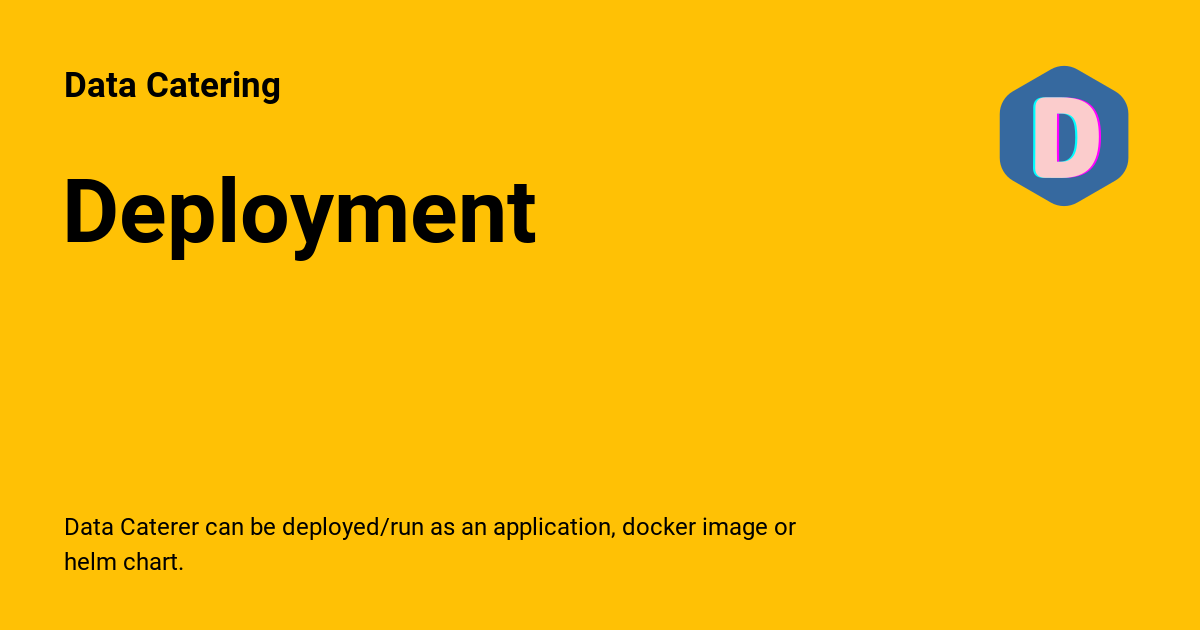 Data Catering
D
Deployment
Data Caterer can be deployed/run as an application, docker image or
helm chart.